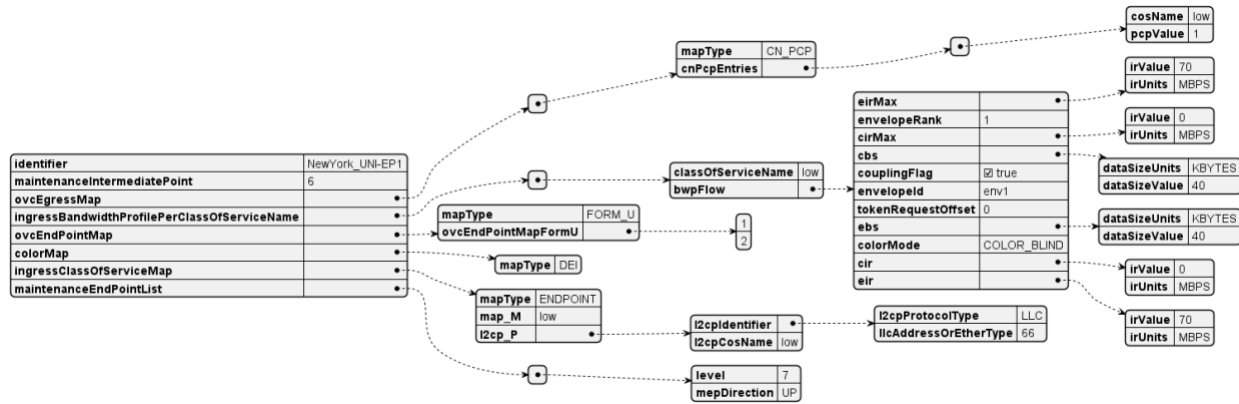 cosName low
pcpValue 1
mapType CN_PCP
cnPcpEntries
irValue 70
irUnits MBPS
eirMax
envelopeRank 1
cirMax
cbs
couplingFlag ☑ true
envelopeId env1
tokenRequestOffset 0
ebs
colorMode COLOR_BLIND
cir
eir
irValue 0
irUnits MBPS
dataSizeUnits KBYTES
dataSizeValue 40
identifier NewYork_UNI-EP1
maintenanceIntermediatePoint 6
ovcEgressMap
ingressBandwidthProfilePerClassOfServiceName
ovcEndPointMap
colorMap
ingressClassOfServiceMap
maintenanceEndPointList
classOfServiceName low
bwpFlow
mapType FORM_U
ovcEndPointMapFormU
1
2
dataSizeUnits KBYTES
dataSizeValue 40
mapType DEI
irValue 0
irUnits MBPS
mapType ENDPOINT
map_M low
l2cp_P
l2cpIdentifier
l2cpCosName low
l2cpProtocolType LLC
llcAddressOrEtherType 66
irValue 70
irUnits MBPS
level 7
mepDirection UP